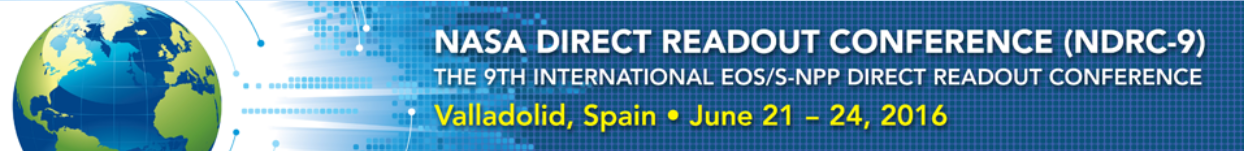 NASA DIRECT READOUT CONFERENCE (NDRC-9)
THE 9TH INTERNATIONAL EOS/S-NPP DIRECT READOUT CONFERENCE
Valladolid, Spain • June 21 – 24, 2016